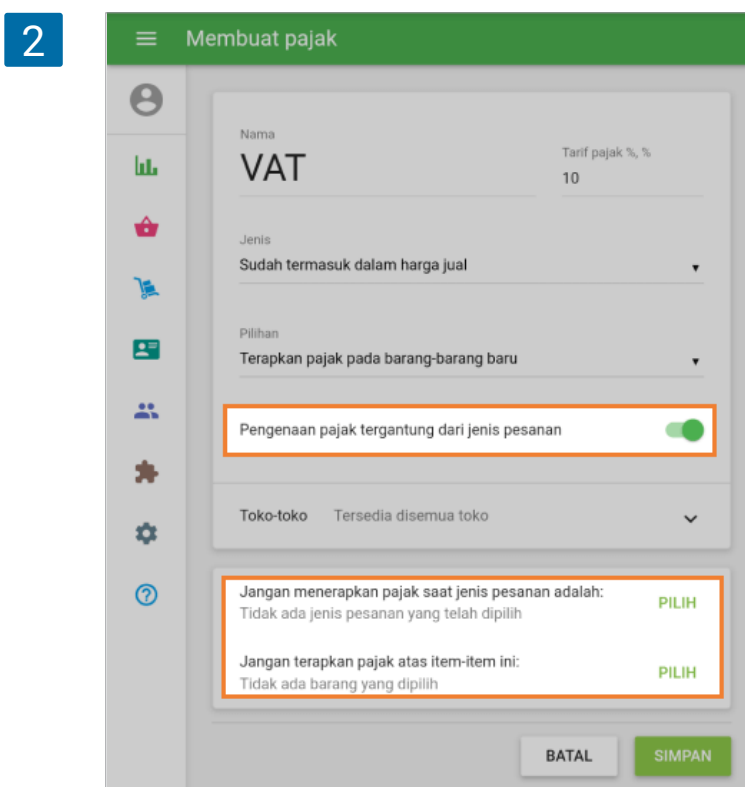 2
Membuat pajak
Nama
VAT
Tarif pajak %, %
10
Jenis
Sudah termasuk dalam harga jual
Pilihan
Terapkan pajak pada barang-barang baru
Pengenaan pajak tergantung dari jenis pesanan
Toko-toko Tersedia disemua toko
Jangan menerapkan pajak saat jenis pesanan adalah:
Tidak ada jenis pesanan yang telah dipilih
PILIH
Jangan terapkan pajak atas item-item ini:
Tidak ada barang yang dipilih
PILIH
BATAL
SIMPAN